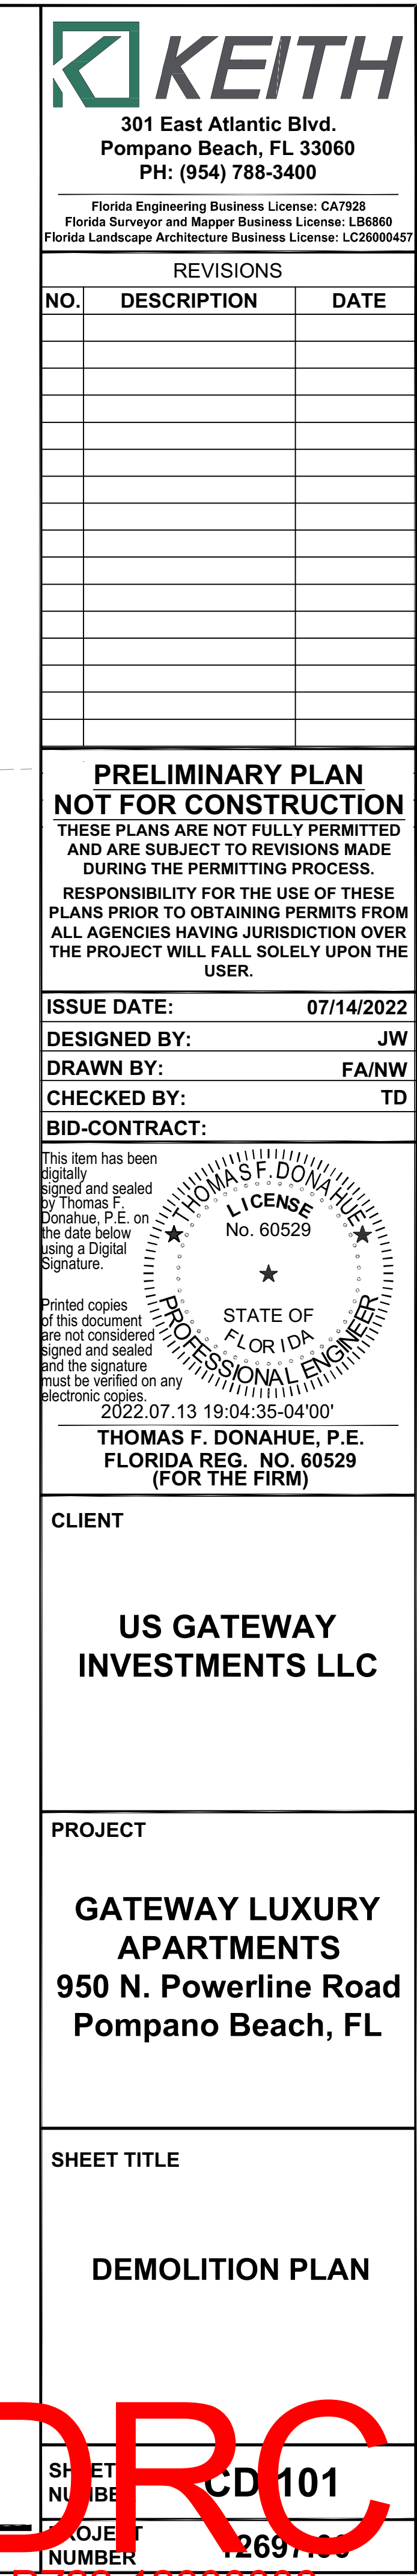 KEITH
301 East Atlantic Blvd.
Pompano Beach, FL 33060
PH: (954) 788-3400
Florida Engineering Business License: CA7928
Florida Surveyor and Mapper Business License: LB6860
Florida Landscape Architecture Business License: LC26000457
REVISIONS
NO. DESCRIPTION DATE
PRELIMINARY PLAN
NOT FOR CONSTRUCTION
THESE PLANS ARE NOT FULLY PERMITTED
AND ARE SUBJECT TO REVISIONS MADE
DURING THE PERMITTING PROCESS.
RESPONSIBILITY FOR THE USE OF THESE
PLANS PRIOR TO OBTAINING PERMITS FROM
ALL AGENCIES HAVING JURISDICTION OVER
THE PROJECT WILL FALL SOLELY UPON THE
USER.
ISSUE DATE: 07/14/2022
DESIGNED BY: JW
DRAWN BY: FA/NW
CHECKED BY: TD
BID-CONTRACT:
This item has been
digitally
signed and sealed
by Thomas F.
Donahue, P.E. on
the date below
using a Digital
Signature.
Printed copies
of this document
are not considered
signed and sealed
and the signature
must be verified on any
electronic copies.
THOMAS F. DONAHUE
LICENSE
No. 60529
STATE OF
FLORIDA
PROFESSIONAL ENGINEER
2022.07.13 19:04:35-04'00'
THOMAS F. DONAHUE, P.E.
FLORIDA REG. NO. 60529
(FOR THE FIRM)
CLIENT
US GATEWAY
INVESTMENTS LLC
PROJECT
GATEWAY LUXURY
APARTMENTS
950 N. Powerline Road
Pompano Beach, FL
SHEET TITLE
DEMOLITION PLAN
DRC
SHEET
NUMBER
101
PROJECT
NUMBER